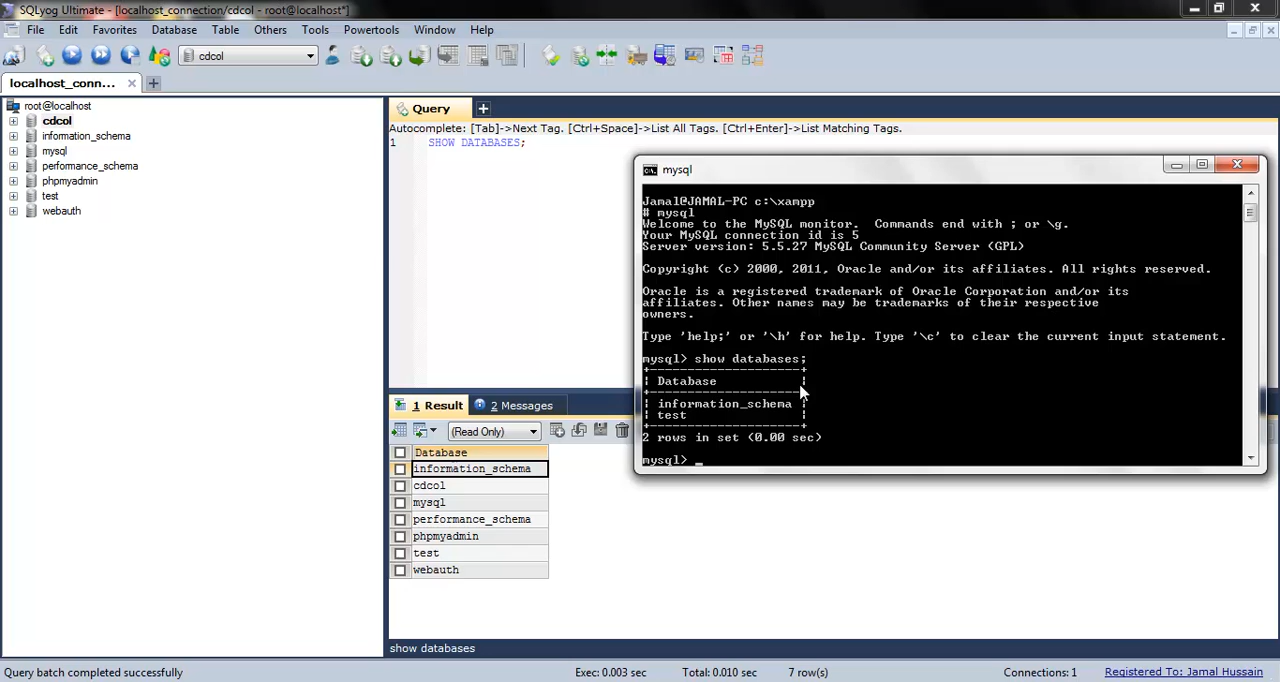 SQLyog Ultimate - [localhost_connection/cdcol - root@localhost*]
File Edit Favorites Database Table Others Tools Powertools Window Help
cdcol
localhost_conn...
root@localhost
cdcol
information_schema
mysql
performance_schema
phpmyadmin
test
webauth
Query
Autocomplete: [Tab]->Next Tag. [Ctrl+Space]->List All Tags. [Ctrl+Enter]->List Matching Tags.
1 SHOW DATABASES;
mysql
Jamal@JAMAL-PC c:\xampp
# mysql
Welcome to the MySQL monitor.  Commands end with ; or \g.
Your MySQL connection id is 5
Server version: 5.5.27 MySQL Community Server (GPL)
Copyright (c) 2000, 2011, Oracle and/or its affiliates. All rights reserved.
Oracle is a registered trademark of Oracle Corporation and/or its
affiliates. Other names may be trademarks of their respective
owners.
Type 'help;' or '\h' for help. Type '\c' to clear the current input statement.
mysql> show databases;
+--------------------+
| Database           |
+--------------------+
| information_schema |
| test               |
+--------------------+
2 rows in set (0.00 sec)
mysql> _
1 Result 2 Messages
(Read Only)
Database
information_schema
cdcol
mysql
performance_schema
phpmyadmin
test
webauth
show databases
Query batch completed successfully Exec: 0.003 sec Total: 0.010 sec 7 row(s) Connections: 1 Registered To: Jamal Hussain